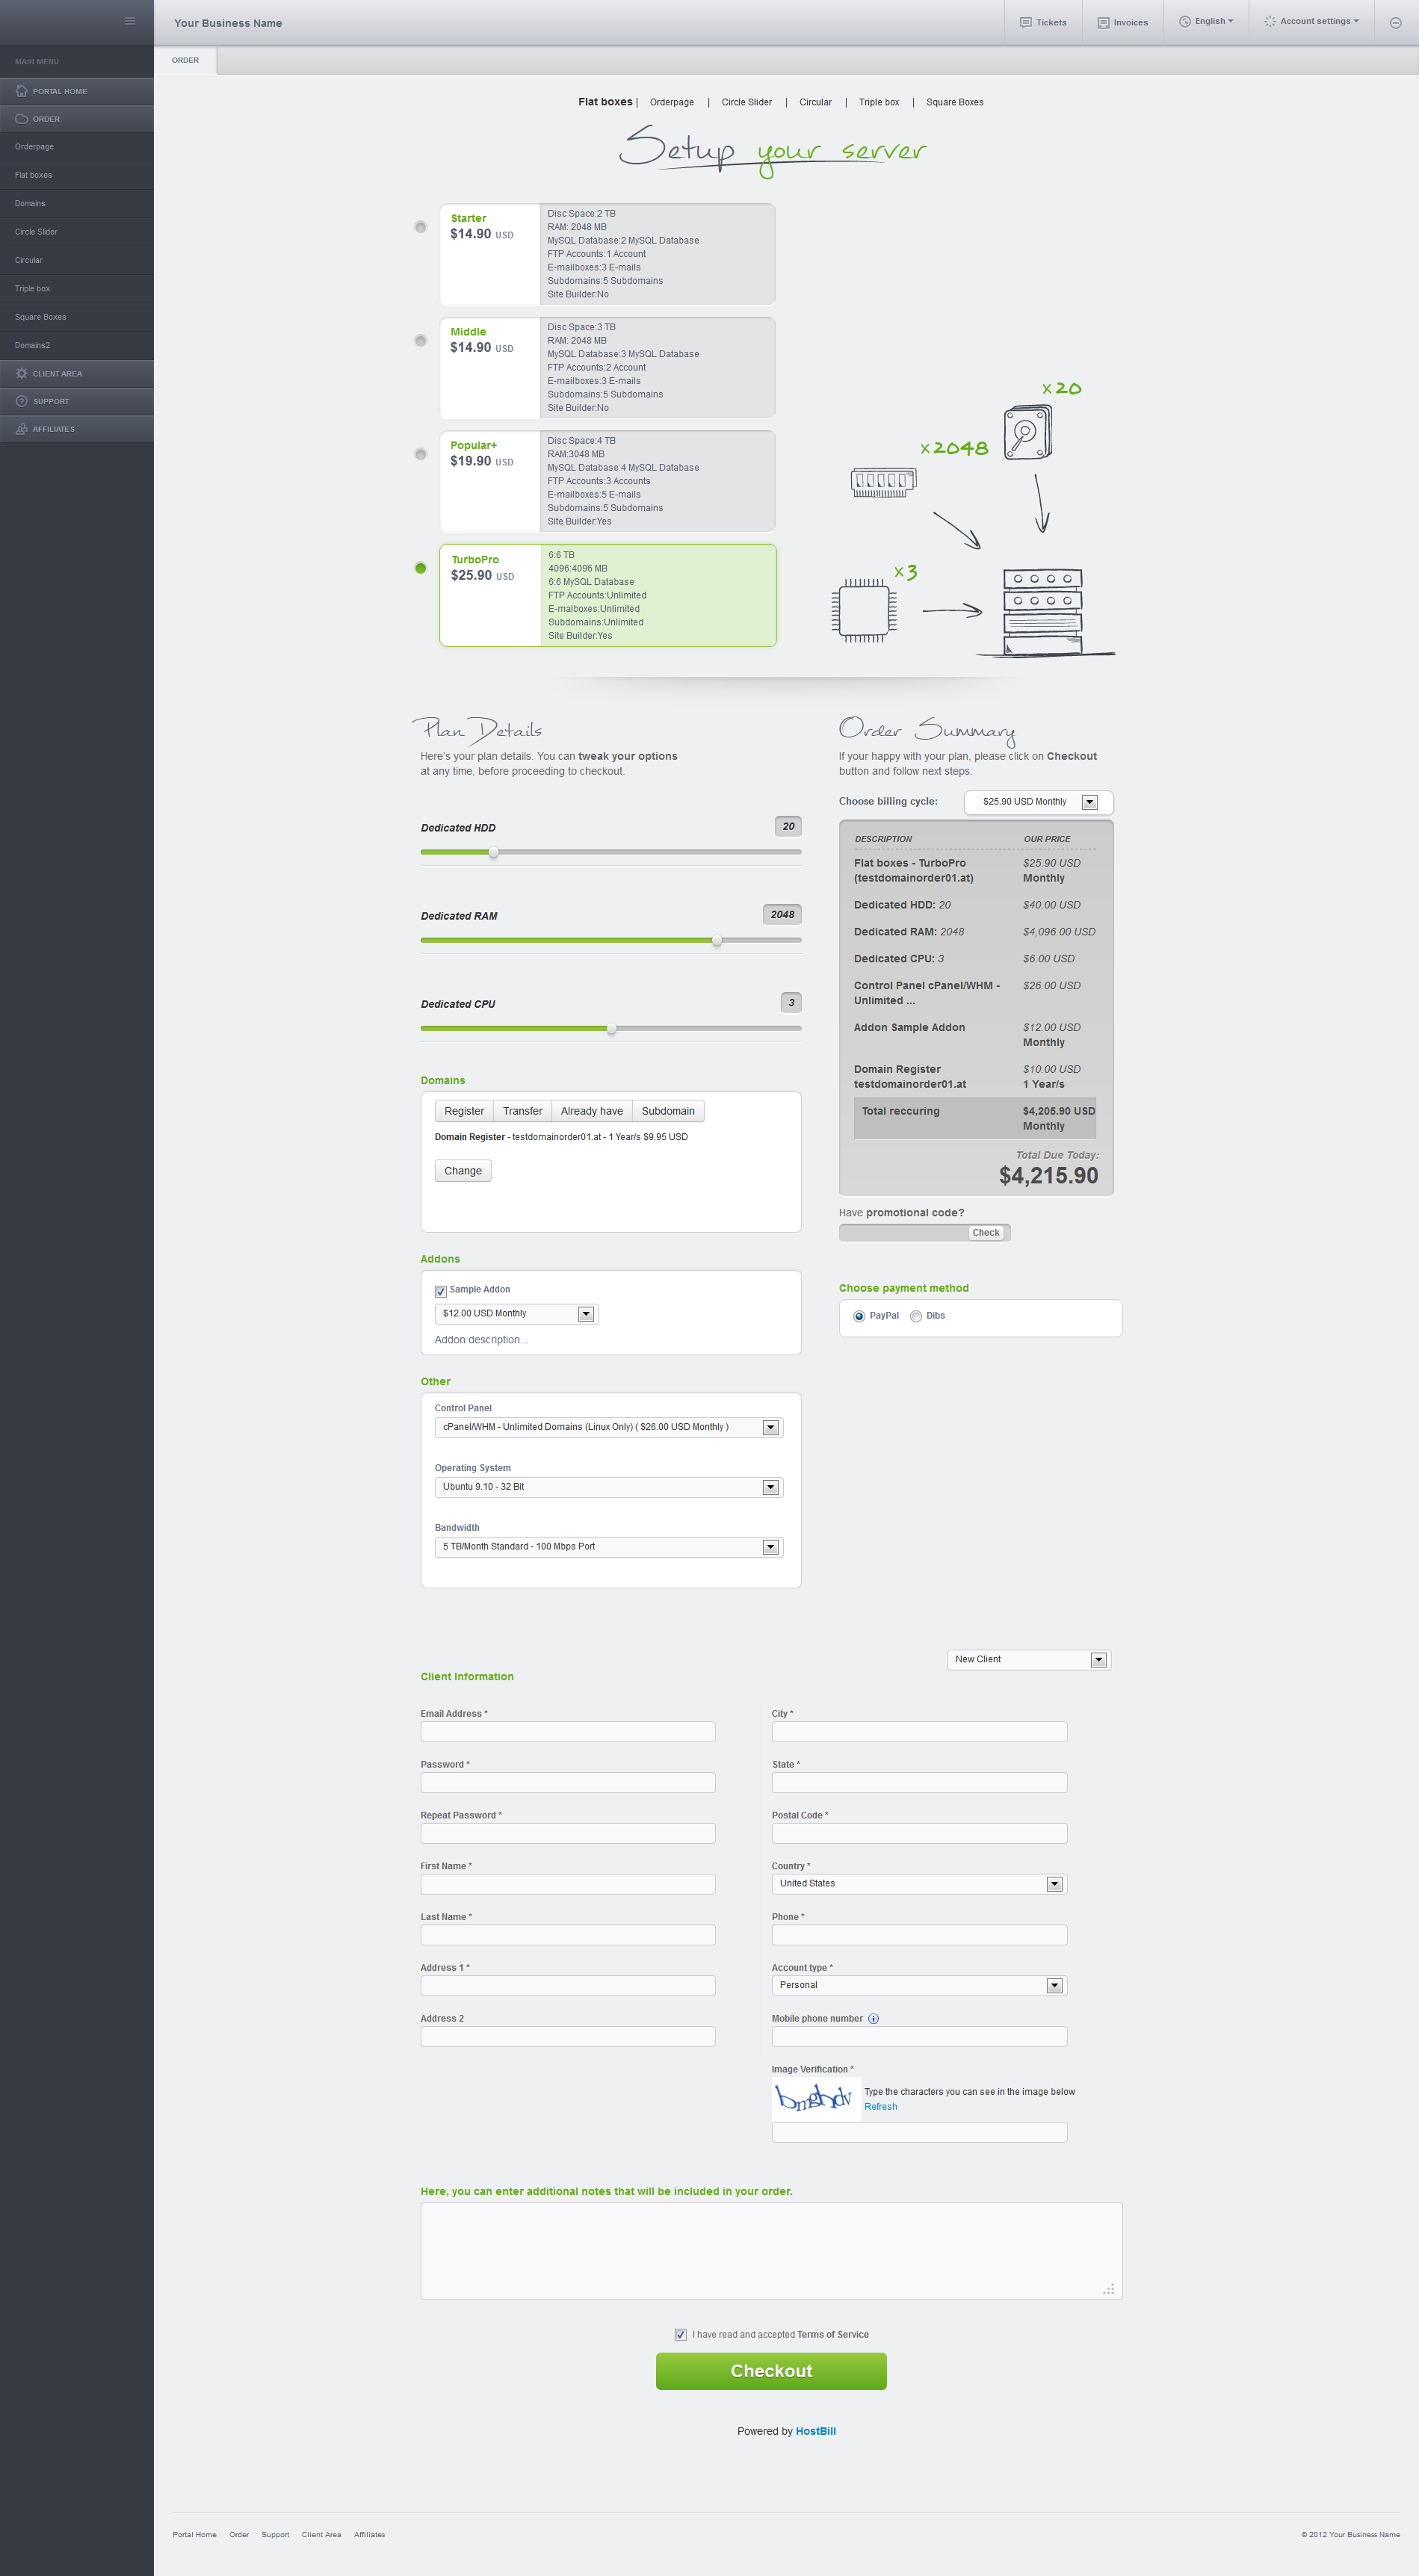 Your Business Name
Tickets
Invoices
English
Account settings
MAIN MENU
PORTAL HOME
ORDER
Orderpage
Flat boxes
Domains
Circle Slider
Circular
Triple box
Square Boxes
Domains2
CLIENT AREA
SUPPORT
AFFILIATES
ORDER
Flat boxes | Orderpage | Circle Slider | Circular | Triple box | Square Boxes
Setup your server
Starter
$14.90 USD
Disc Space:2 TB
RAM: 2048 MB
MySQL Database:2 MySQL Database
FTP Accounts:1 Account
E-mailboxes:3 E-mails
Subdomains:5 Subdomains
Site Builder:No
Middle
$14.90 USD
Disc Space:3 TB
RAM: 2048 MB
MySQL Database:3 MySQL Database
FTP Accounts:2 Account
E-mailboxes:3 E-mails
Subdomains:5 Subdomains
Site Builder:No
Popular+
$19.90 USD
Disc Space:4 TB
RAM:3048 MB
MySQL Database:4 MySQL Database
FTP Accounts:3 Accounts
E-mailboxes:5 E-mails
Subdomains:5 Subdomains
Site Builder:Yes
TurboPro
$25.90 USD
6:6 TB
4096:4096 MB
6:6 MySQL Database
FTP Accounts:Unlimited
E-malboxes:Unlimited
Subdomains:Unlimited
Site Builder:Yes
x20
x2048
x3
Plan Details
Here's your plan details. You can tweak your options
at any time, before proceeding to checkout.
Dedicated HDD
20
Dedicated RAM
2048
Dedicated CPU
3
Domains
Register
Transfer
Already have
Subdomain
Domain Register - testdomainorder01.at - 1 Year/s $9.95 USD
Change
Addons
Sample Addon
$12.00 USD Monthly
Addon description...
Other
Control Panel
cPanel/WHM - Unlimited Domains (Linux Only) ( $26.00 USD Monthly )
Operating System
Ubuntu 9.10 - 32 Bit
Bandwidth
5 TB/Month Standard - 100 Mbps Port
Order Summary
If your happy with your plan, please click on Checkout
button and follow next steps.
Choose billing cycle:
$25.90 USD Monthly
DESCRIPTION
OUR PRICE
Flat boxes - TurboPro
(testdomainorder01.at)
$25.90 USD
Monthly
Dedicated HDD: 20
$40.00 USD
Dedicated RAM: 2048
$4,096.00 USD
Dedicated CPU: 3
$6.00 USD
Control Panel cPanel/WHM -
Unlimited ...
$26.00 USD
Addon Sample Addon
$12.00 USD
Monthly
Domain Register
testdomainorder01.at
$10.00 USD
1 Year/s
Total reccuring
$4,205.90 USD
Monthly
Total Due Today:
$4,215.90
Have promotional code?
Check
Choose payment method
PayPal
Dibs
New Client
Client Information
Email Address *
City *
Password *
State *
Repeat Password *
Postal Code *
First Name *
Country *
United States
Last Name *
Phone *
Address 1 *
Account type *
Personal
Address 2
Mobile phone number
Image Verification *
bmghdv
Type the characters you can see in the image below
Refresh
Here, you can enter additional notes that will be included in your order.
I have read and accepted Terms of Service
Checkout
Powered by HostBill
Portal Home
Order
Support
Client Area
Affiliates
© 2012 Your Business Name